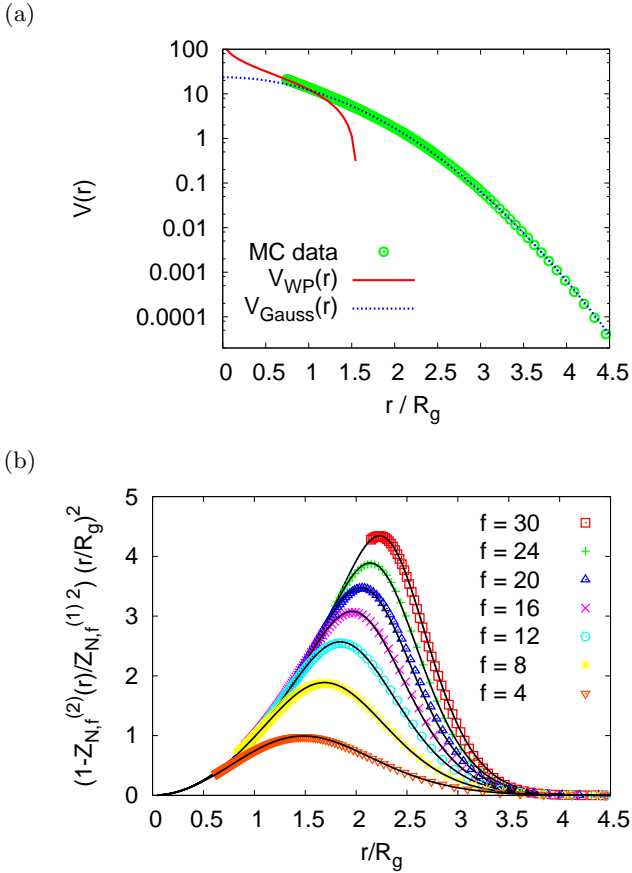 (a)
100
10
1
0.1
0.01
0.001
0.0001
V(r)
MC data
V_WP(r)
V_Gauss(r)
0 0.5 1 1.5 2 2.5 3 3.5 4 4.5
r / R_g
(b)
5
4
3
2
1
0
(1-Z_{N,f}^{(2)}(r)/Z_{N,f}^{(1) 2}) (r/R_g)^2
f = 30
f = 24
f = 20
f = 16
f = 12
f = 8
f = 4
0 0.5 1 1.5 2 2.5 3 3.5 4 4.5
r/R_g